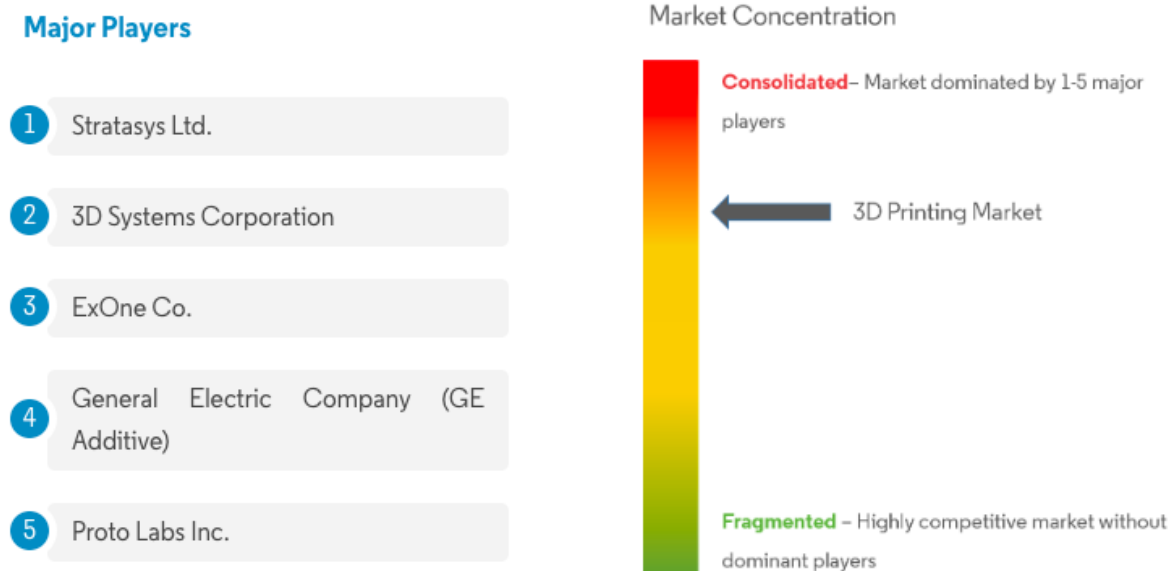 Major Players
1 Stratasys Ltd.
2 3D Systems Corporation
3 ExOne Co.
4 General Electric Company (GE
Additive)
5 Proto Labs Inc.
Market Concentration
Consolidated– Market dominated by 1-5 major
players
3D Printing Market
Fragmented – Highly competitive market without
dominant players